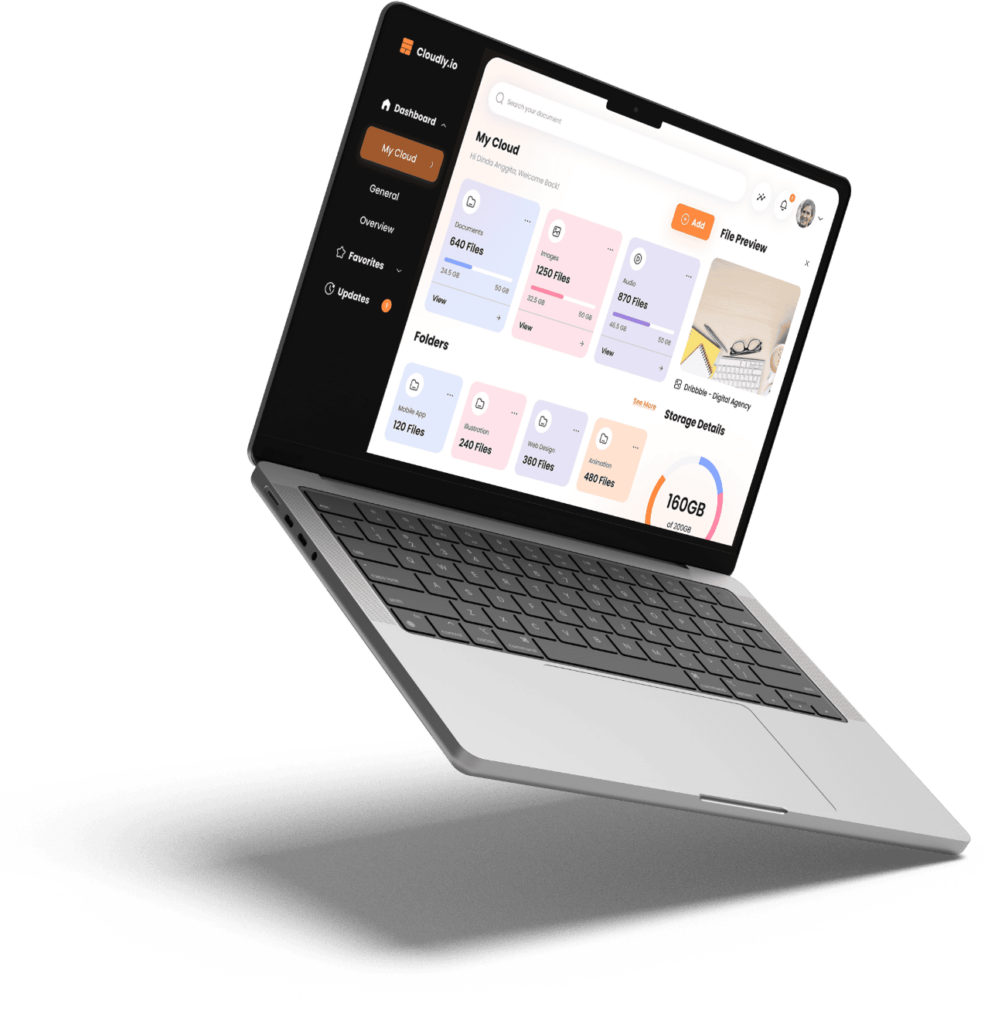 Cloudly.io
Dashboard
My Cloud
General
Overview
Favorites
Updates
Search your document
My Cloud
Hi Dinda Anggita, Welcome Back!
Add
Documents
640 Files
24.5 GB
50 GB
View
Images
1250 Files
32.5 GB
50 GB
View
Audio
870 Files
46.5 GB
50 GB
View
Folders
See More
Mobile App
120 Files
Illustration
240 Files
Web Design
360 Files
Animation
480 Files
File Preview
Dribbble - Digital Agency
Storage Details
160GB
of 200GB
Q W E R T Y U I O P
A S D F G H J K L
Z X C V B N M